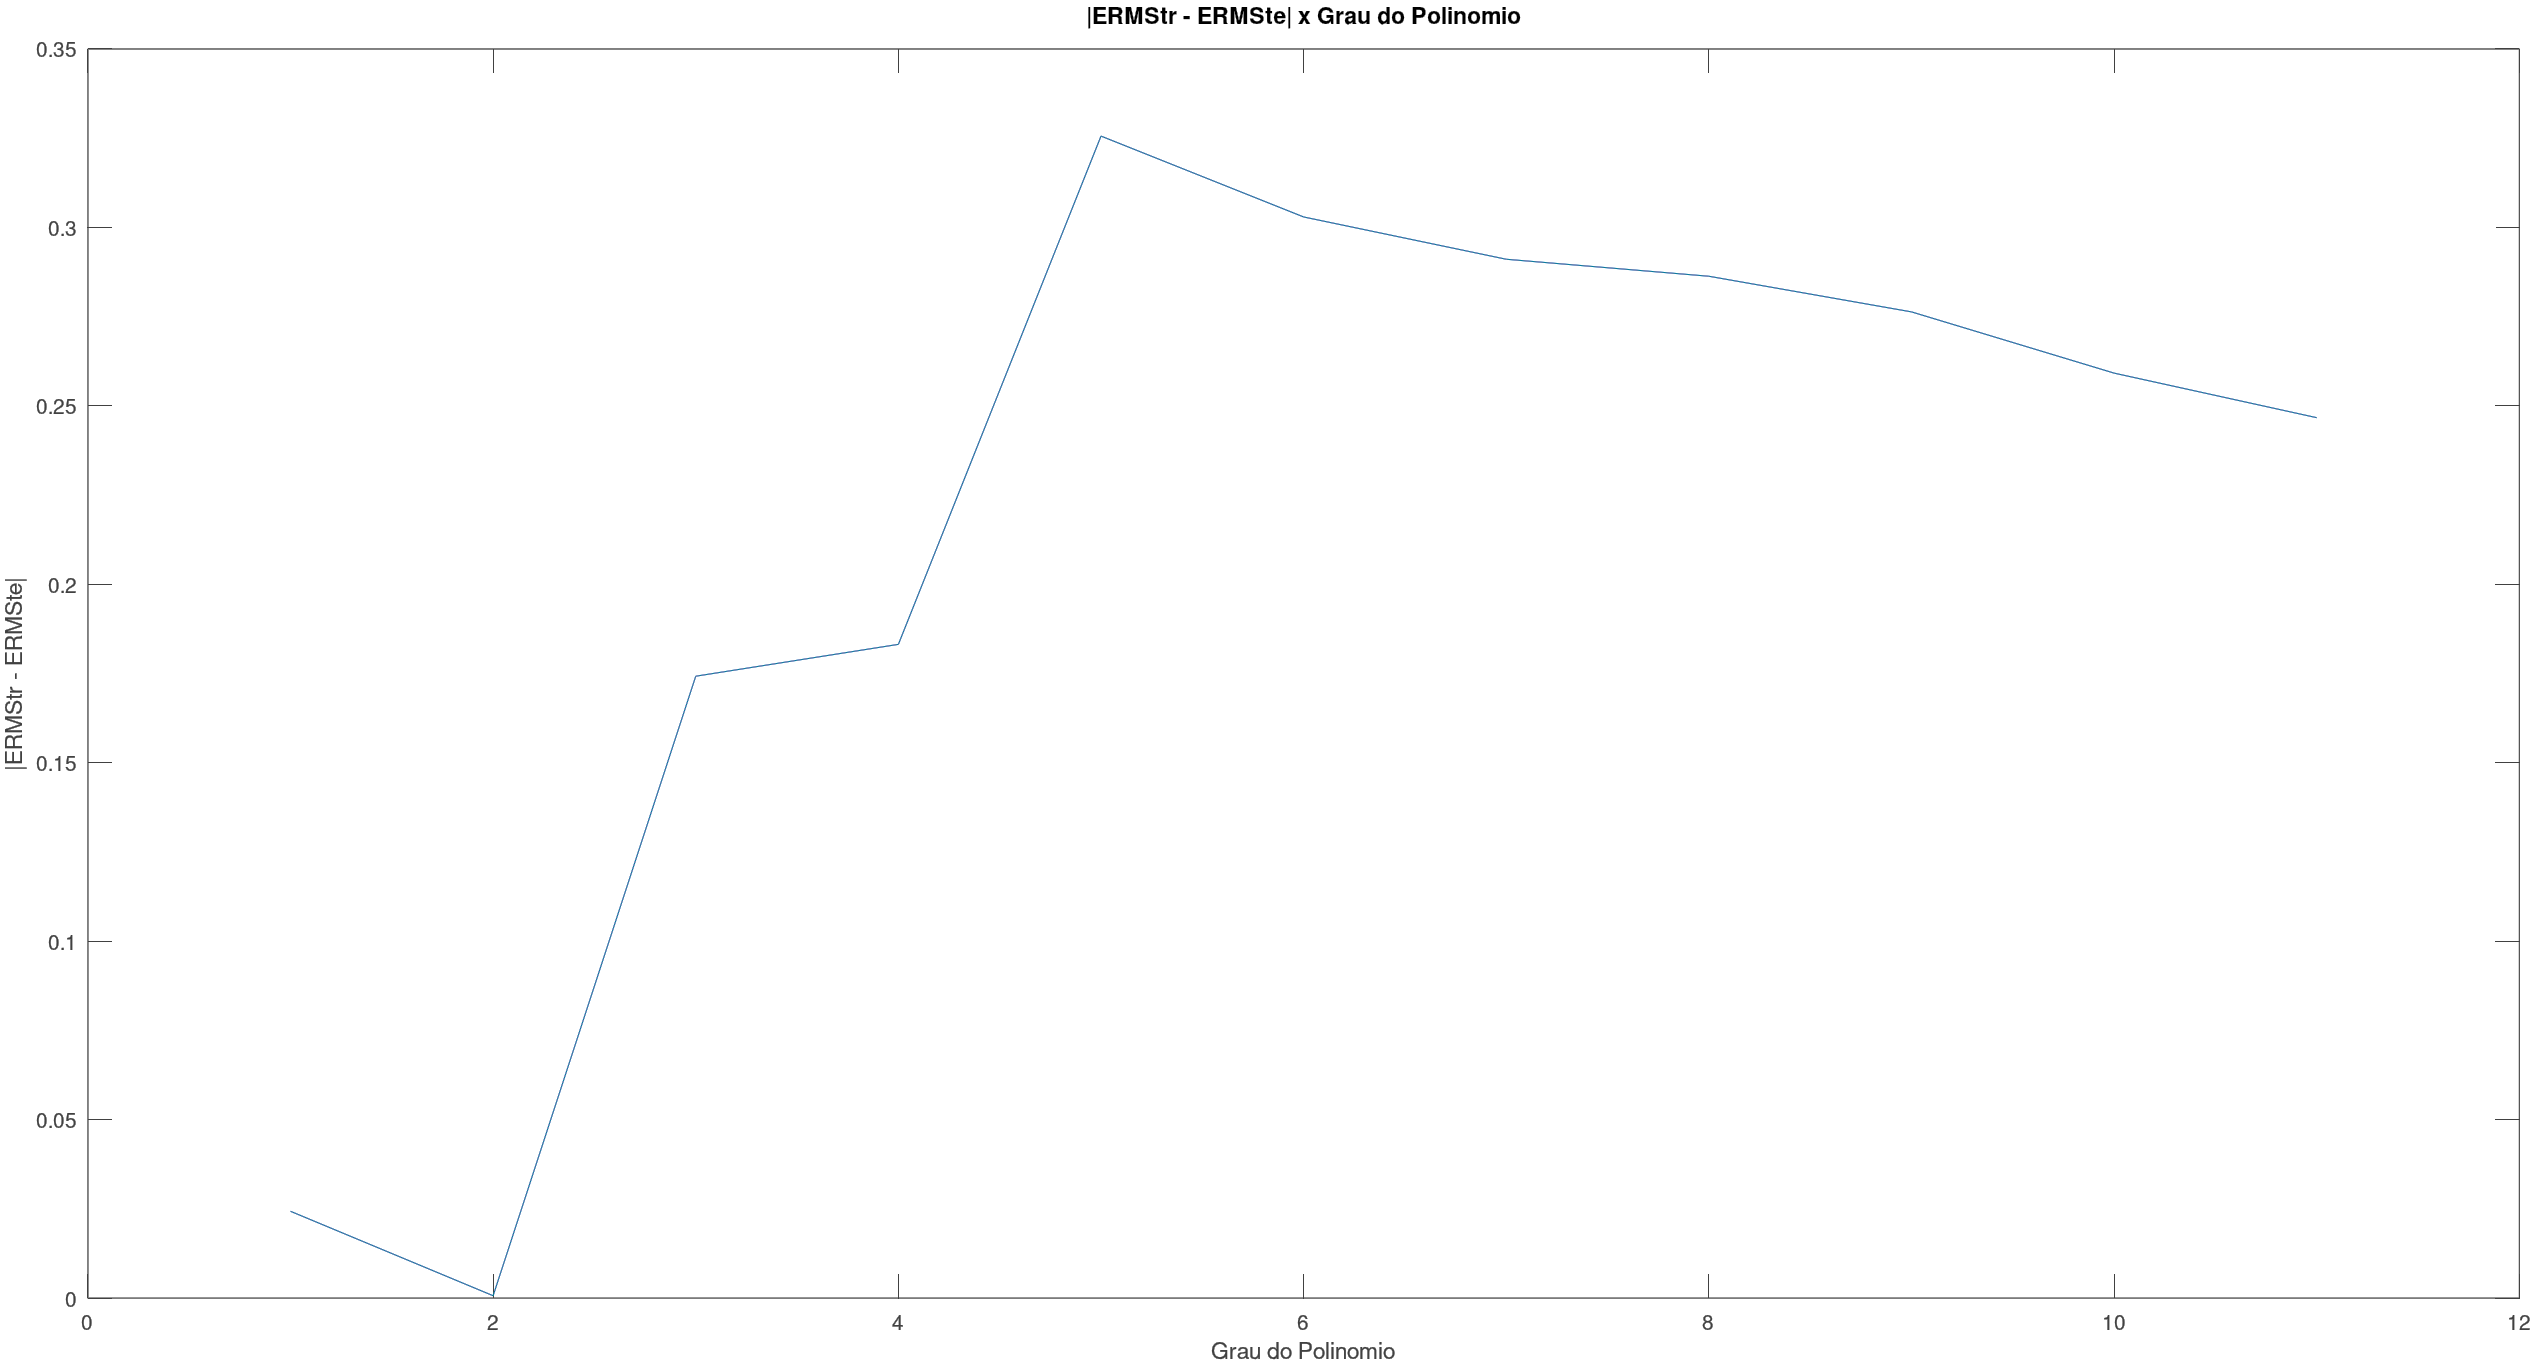 |ERMStr - ERMSte| x Grau do Polinomio
0.35
0.3
0.25
0.2
0.15
0.1
0.05
0
|ERMStr - ERMSte|
0 2 4 6 8 10 12
Grau do Polinomio